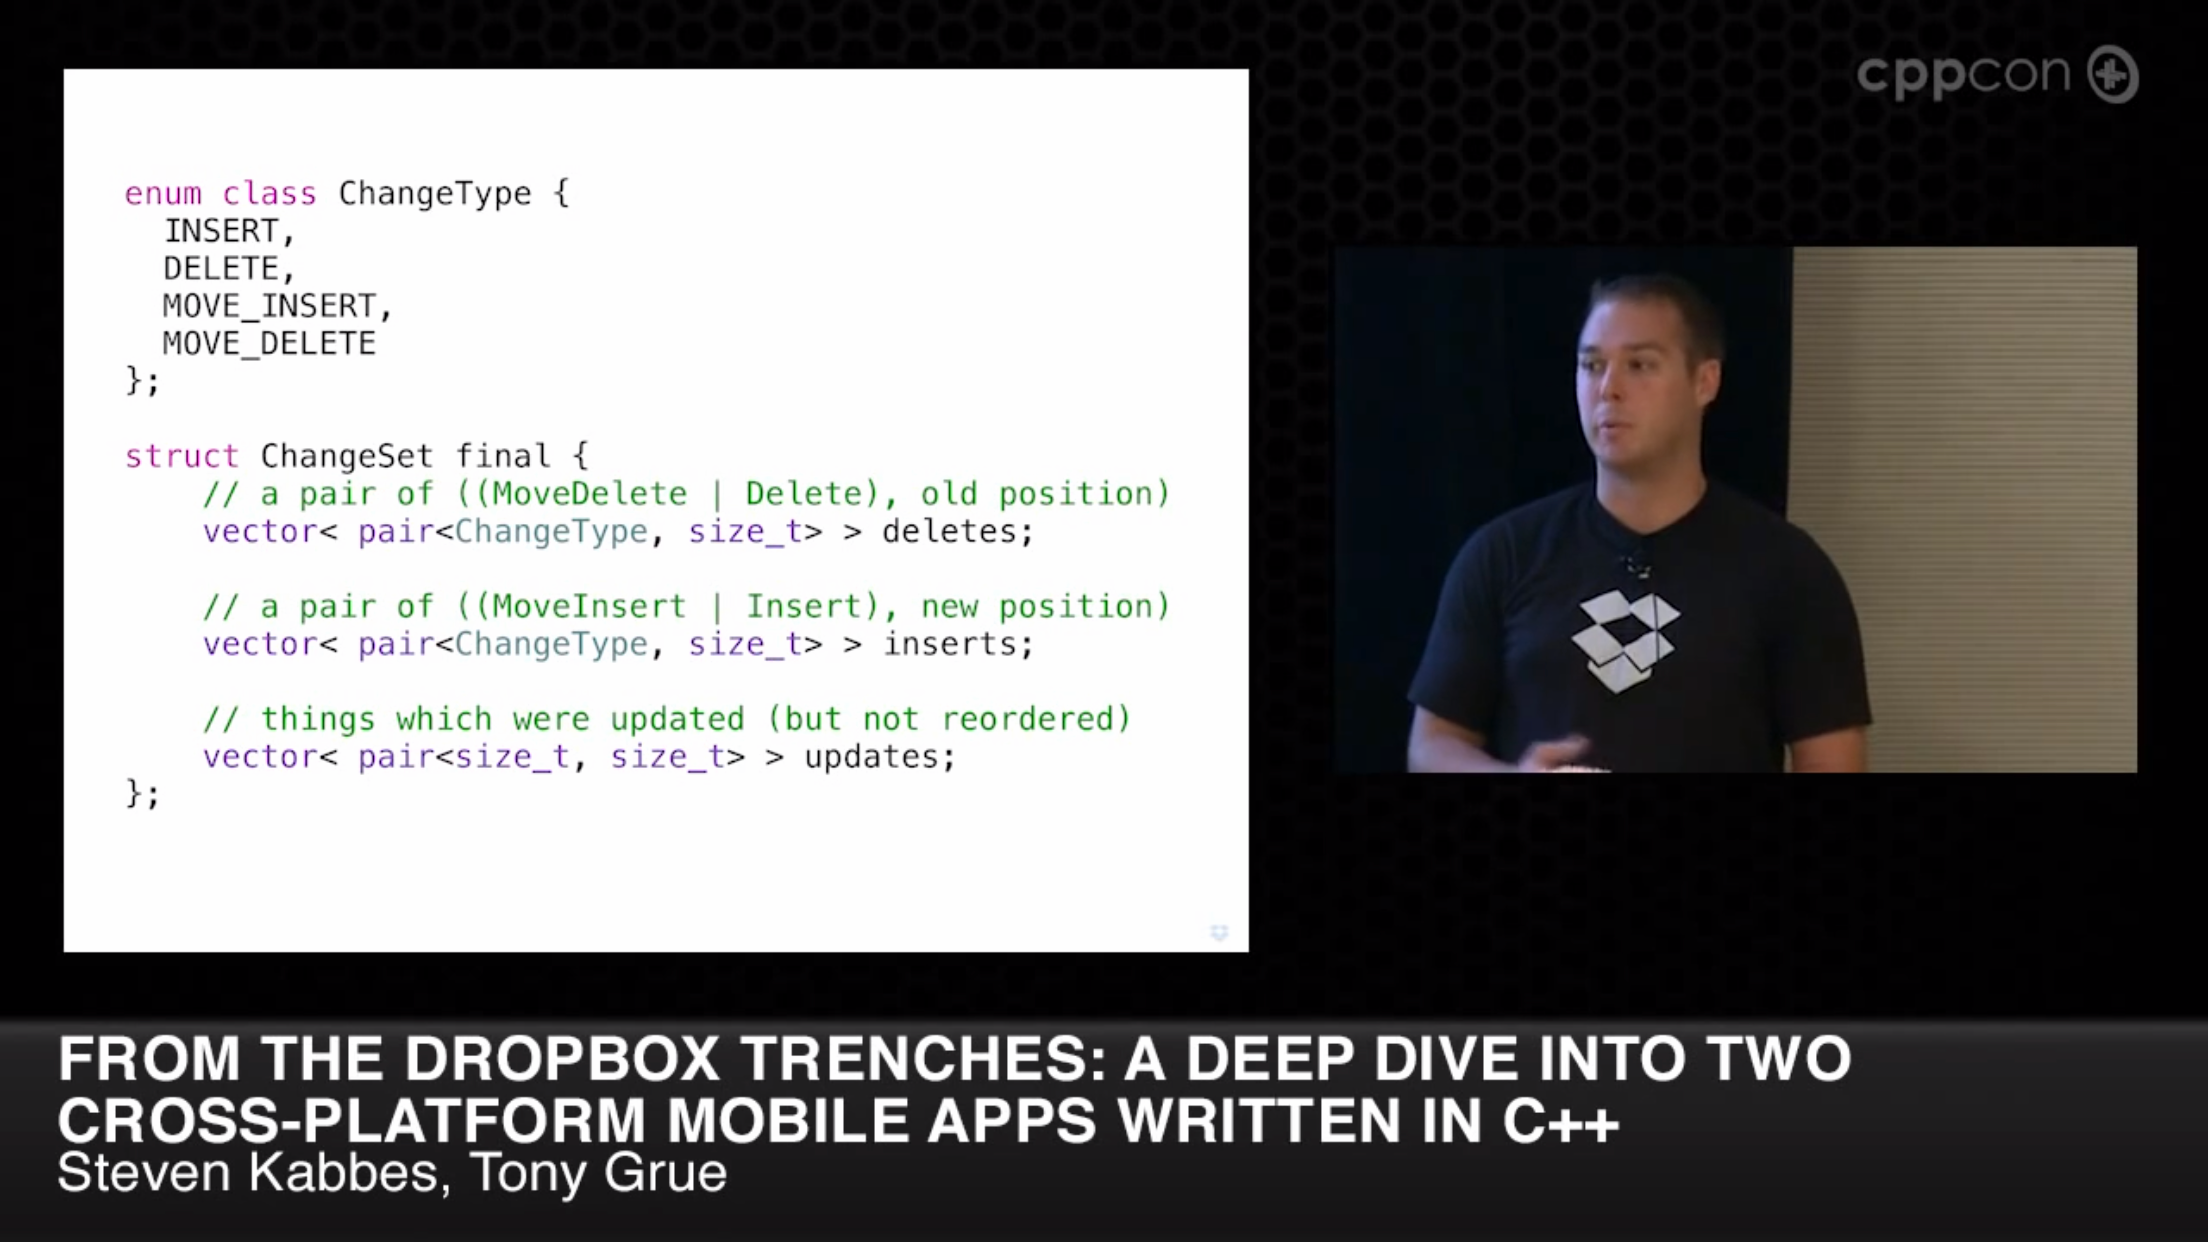 cppcon
enum class ChangeType {
INSERT,
DELETE,
MOVE_INSERT,
MOVE_DELETE
};
struct ChangeSet final {
// a pair of ((MoveDelete | Delete), old position)
vector< pair<ChangeType, size_t> > deletes;
// a pair of ((MoveInsert | Insert), new position)
vector< pair<ChangeType, size_t> > inserts;
// things which were updated (but not reordered)
vector< pair<size_t, size_t> > updates;
};
FROM THE DROPBOX TRENCHES: A DEEP DIVE INTO TWO
CROSS-PLATFORM MOBILE APPS WRITTEN IN C++
Steven Kabbes, Tony Grue